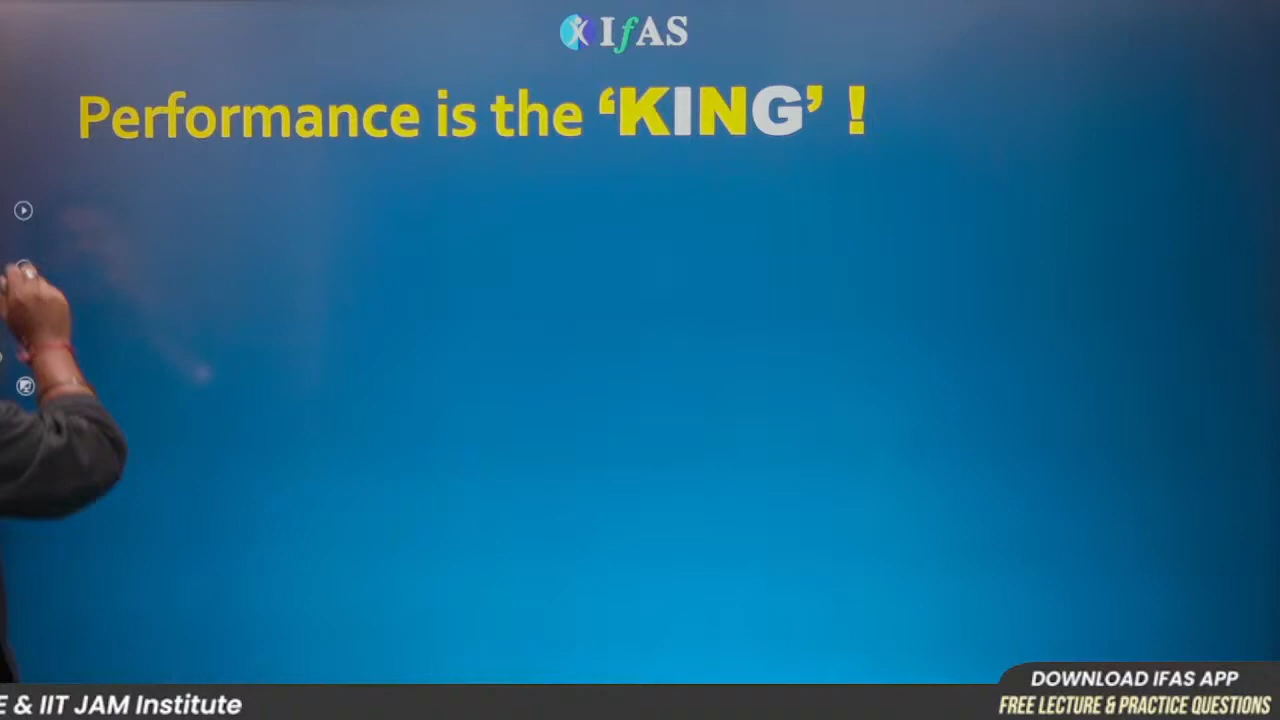 IfAS
Performance is the ‘KING’ !
E & IIT JAM Institute
DOWNLOAD IFAS APP
FREE LECTURE & PRACTICE QUESTIONS